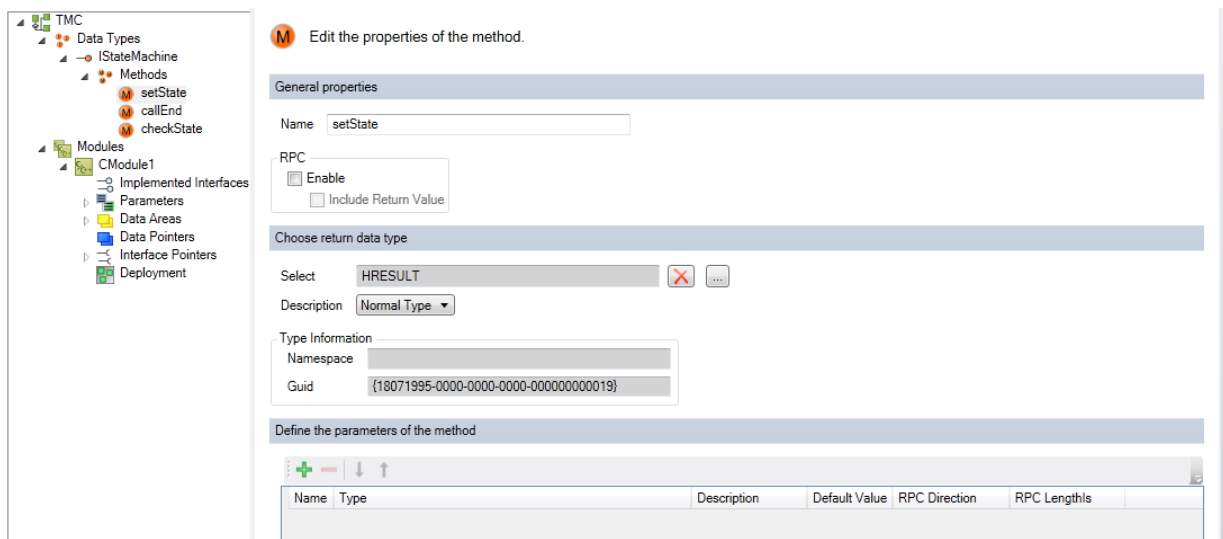 TMC
Data Types
IStateMachine
Methods
M setState
M callEnd
M checkState
Modules
CModule1
Implemented Interfaces
Parameters
Data Areas
Data Pointers
Interface Pointers
Deployment
M Edit the properties of the method.
General properties
Name setState
RPC
Enable
Include Return Value
Choose return data type
Select HRESULT ...
Description Normal Type
Type Information
Namespace
Guid {18071995-0000-0000-0000-000000000019}
Define the parameters of the method
Name Type Description Default Value RPC Direction RPC LengthIs